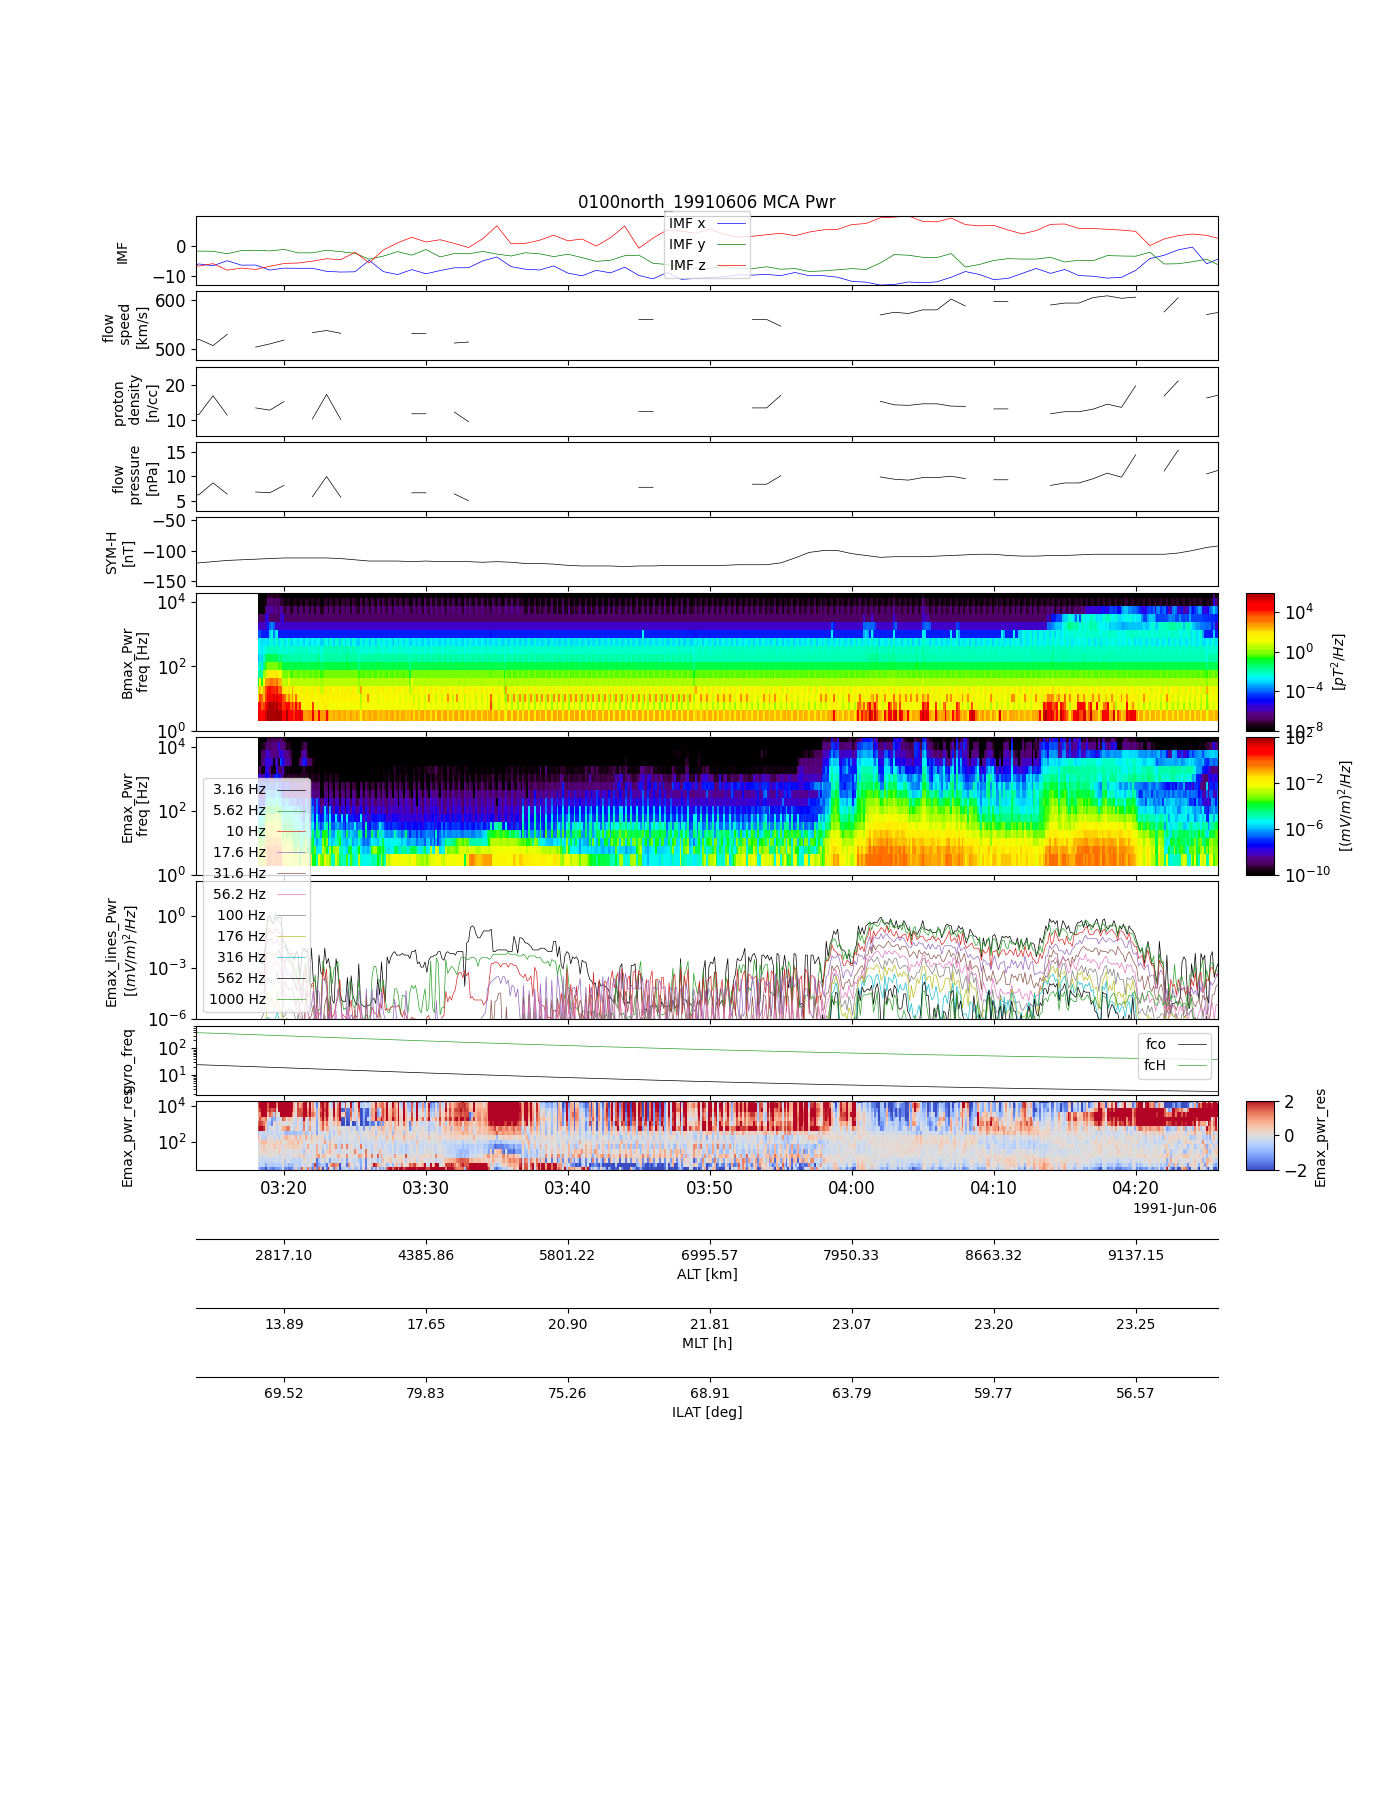 0100north_19910606 MCA Pwr
IMF
0
−10
IMF x
IMF y
IMF z
flow
speed
[km/s]
600
500
proton
density
[n/cc]
20
10
flow
pressure
[nPa]
15
10
5
SYM-H
[nT]
−50
−100
−150
Bmax_Pwr
freq [Hz]
10^4
10^2
10^0
10^4
10^0
10^-4
10^-8
[pT^2/Hz]
Emax_Pwr
freq [Hz]
10^4
10^2
10^0
10^2
10^-2
10^-6
10^-10
[(mV/m)^2/Hz]
3.16 Hz
5.62 Hz
10 Hz
17.6 Hz
31.6 Hz
56.2 Hz
100 Hz
176 Hz
316 Hz
562 Hz
1000 Hz
Emax_lines_Pwr
[(mV/m)^2/Hz]
10^0
10^-3
10^-6
gyro_freq
10^2
10^1
fco
fcH
Emax_pwr_res
10^4
10^2
2
0
−2
Emax_pwr_res
03:20 03:30 03:40 03:50 04:00 04:10 04:20
1991-Jun-06
2817.10 4385.86 5801.22 6995.57 7950.33 8663.32 9137.15
ALT [km]
13.89 17.65 20.90 21.81 23.07 23.20 23.25
MLT [h]
69.52 79.83 75.26 68.91 63.79 59.77 56.57
ILAT [deg]